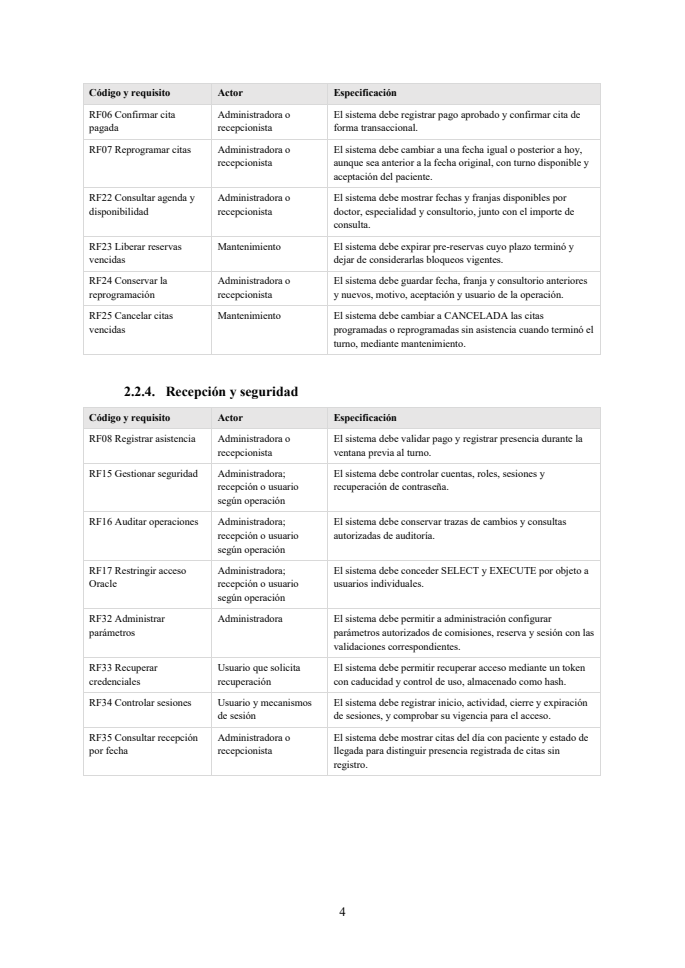 Código y requisito Actor Especificación
RF06 Confirmar cita Administradora o El sistema debe registrar pago aprobado y confirmar cita de
pagada recepcionista forma transaccional.
RF07 Reprogramar citas Administradora o El sistema debe cambiar a una fecha igual o posterior a hoy,
recepcionista aunque sea anterior a la fecha original, con turno disponible y
aceptación del paciente.
RF22 Consultar agenda y Administradora o El sistema debe mostrar fechas y franjas disponibles por
disponibilidad recepcionista doctor, especialidad y consultorio, junto con el importe de
consulta.
RF23 Liberar reservas Mantenimiento El sistema debe expirar pre-reservas cuyo plazo terminó y
vencidas dejar de considerarlas bloqueos vigentes.
RF24 Conservar la Administradora o El sistema debe guardar fecha, franja y consultorio anteriores
reprogramación recepcionista y nuevos, motivo, aceptación y usuario de la operación.
RF25 Cancelar citas Mantenimiento El sistema debe cambiar a CANCELADA las citas
vencidas programadas o reprogramadas sin asistencia cuando terminó el
turno, mediante mantenimiento.
2.2.4. Recepción y seguridad
Código y requisito Actor Especificación
RF08 Registrar asistencia Administradora o El sistema debe validar pago y registrar presencia durante la
recepcionista ventana previa al turno.
RF15 Gestionar seguridad Administradora; El sistema debe controlar cuentas, roles, sesiones y
recepción o usuario recuperación de contraseña.
según operación
RF16 Auditar operaciones Administradora; El sistema debe conservar trazas de cambios y consultas
recepción o usuario autorizadas de auditoría.
según operación
RF17 Restringir acceso Administradora; El sistema debe conceder SELECT y EXECUTE por objeto a
Oracle recepción o usuario usuarios individuales.
según operación
RF32 Administrar Administradora El sistema debe permitir a administración configurar
parámetros parámetros autorizados de comisiones, reserva y sesión con las
validaciones correspondientes.
RF33 Recuperar Usuario que solicita El sistema debe permitir recuperar acceso mediante un token
credenciales recuperación con caducidad y control de uso, almacenado como hash.
RF34 Controlar sesiones Usuario y mecanismos El sistema debe registrar inicio, actividad, cierre y expiración
de sesión de sesiones, y comprobar su vigencia para el acceso.
RF35 Consultar recepción Administradora o El sistema debe mostrar citas del día con paciente y estado de
por fecha recepcionista llegada para distinguir presencia registrada de citas sin
registro.
4